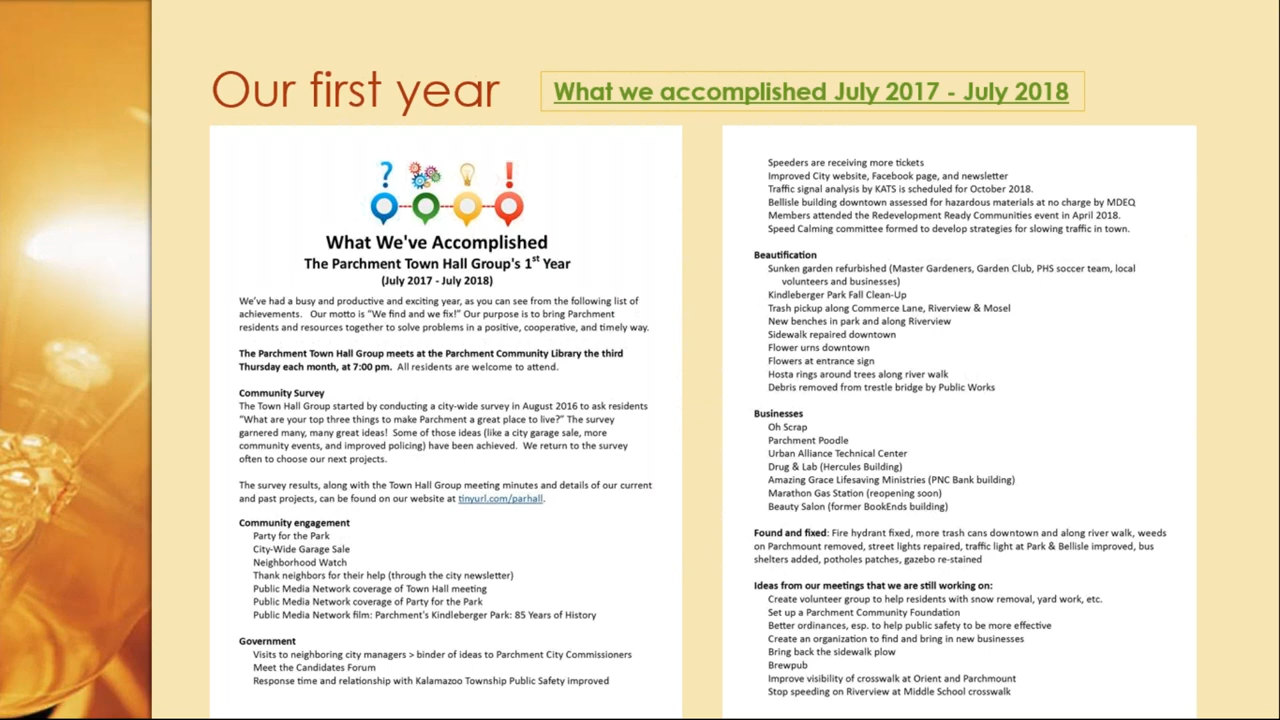 Our first year
What we accomplished July 2017 - July 2018
What We've Accomplished
The Parchment Town Hall Group's 1st Year
(July 2017 - July 2018)
We've had a busy and productive and exciting year, as you can see from the following list of
achievements. Our motto is "We find and we fix!" Our purpose is to bring Parchment
residents and resources together to solve problems in a positive, cooperative, and timely way.
The Parchment Town Hall Group meets at the Parchment Community Library the third
Thursday each month, at 7:00 pm. All residents are welcome to attend.
Community Survey
The Town Hall Group started by conducting a city-wide survey in August 2016 to ask residents
"What are your top three things to make Parchment a great place to live?" The survey
garnered many, many great ideas! Some of those ideas (like a city garage sale, more
community events, and improved policing) have been achieved. We return to the survey
often to choose our next projects.
The survey results, along with the Town Hall Group meeting minutes and details of our current
and past projects, can be found on our website at tinyurl.com/parhall.
Community engagement
Party for the Park
City-Wide Garage Sale
Neighborhood Watch
Thank neighbors for their help (through the city newsletter)
Public Media Network coverage of Town Hall meeting
Public Media Network coverage of Party for the Park
Public Media Network film: Parchment's Kindleberger Park: 85 Years of History
Government
Visits to neighboring city managers > binder of ideas to Parchment City Commissioners
Meet the Candidates Forum
Response time and relationship with Kalamazoo Township Public Safety improved
Speeders are receiving more tickets
Improved City website, Facebook page, and newsletter
Traffic signal analysis by KATS is scheduled for October 2018.
Bellisle building downtown assessed for hazardous materials at no charge by MDEQ
Members attended the Redevelopment Ready Communities event in April 2018.
Speed Calming committee formed to develop strategies for slowing traffic in town.
Beautification
Sunken garden refurbished (Master Gardeners, Garden Club, PHS soccer team, local
volunteers and businesses)
Kindleberger Park Fall Clean-Up
Trash pickup along Commerce Lane, Riverview & Mosel
New benches in park and along Riverview
Sidewalk repaired downtown
Flower urns downtown
Flowers at entrance sign
Hosta rings around trees along river walk
Debris removed from trestle bridge by Public Works
Businesses
Oh Scrap
Parchment Poodle
Urban Alliance Technical Center
Drug & Lab (Hercules Building)
Amazing Grace Lifesaving Ministries (PNC Bank building)
Marathon Gas Station (reopening soon)
Beauty Salon (former BookEnds building)
Found and fixed: Fire hydrant fixed, more trash cans downtown and along river walk, weeds
on Parchmount removed, street lights repaired, traffic light at Park & Bellisle improved, bus
shelters added, potholes patches, gazebo re-stained
Ideas from our meetings that we are still working on:
Create volunteer group to help residents with snow removal, yard work, etc.
Set up a Parchment Community Foundation
Better ordinances, esp. to help public safety to be more effective
Create an organization to find and bring in new businesses
Bring back the sidewalk plow
Brewpub
Improve visibility of crosswalk at Orient and Parchmount
Stop speeding on Riverview at Middle School crosswalk